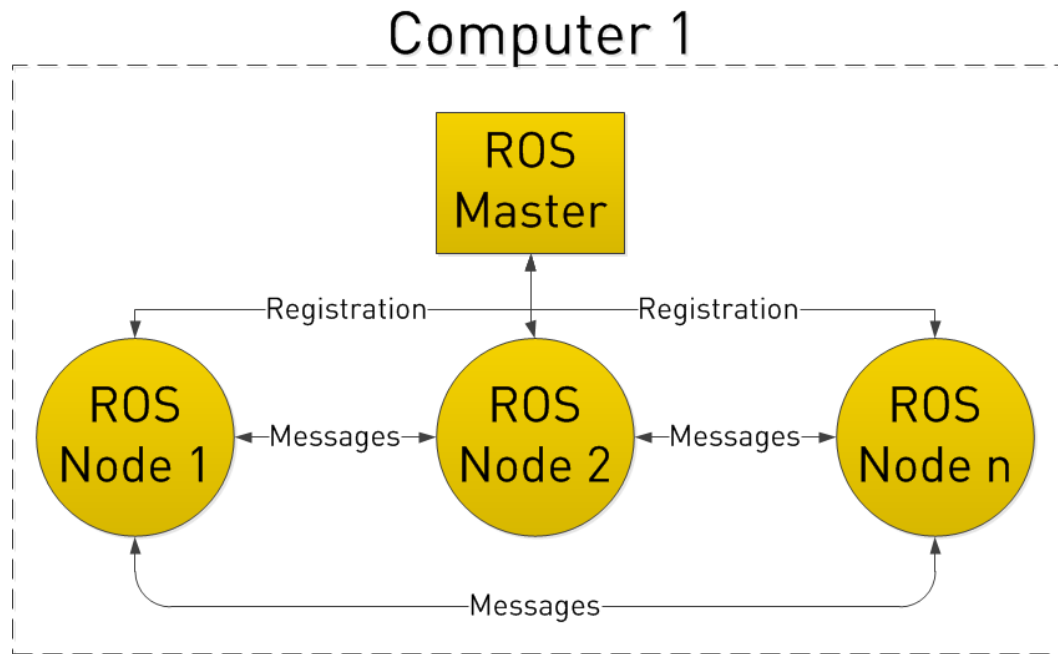 Computer 1
ROS
Master
Registration
Registration
ROS
Node 1
Messages
ROS
Node 2
Messages
ROS
Node n
Messages